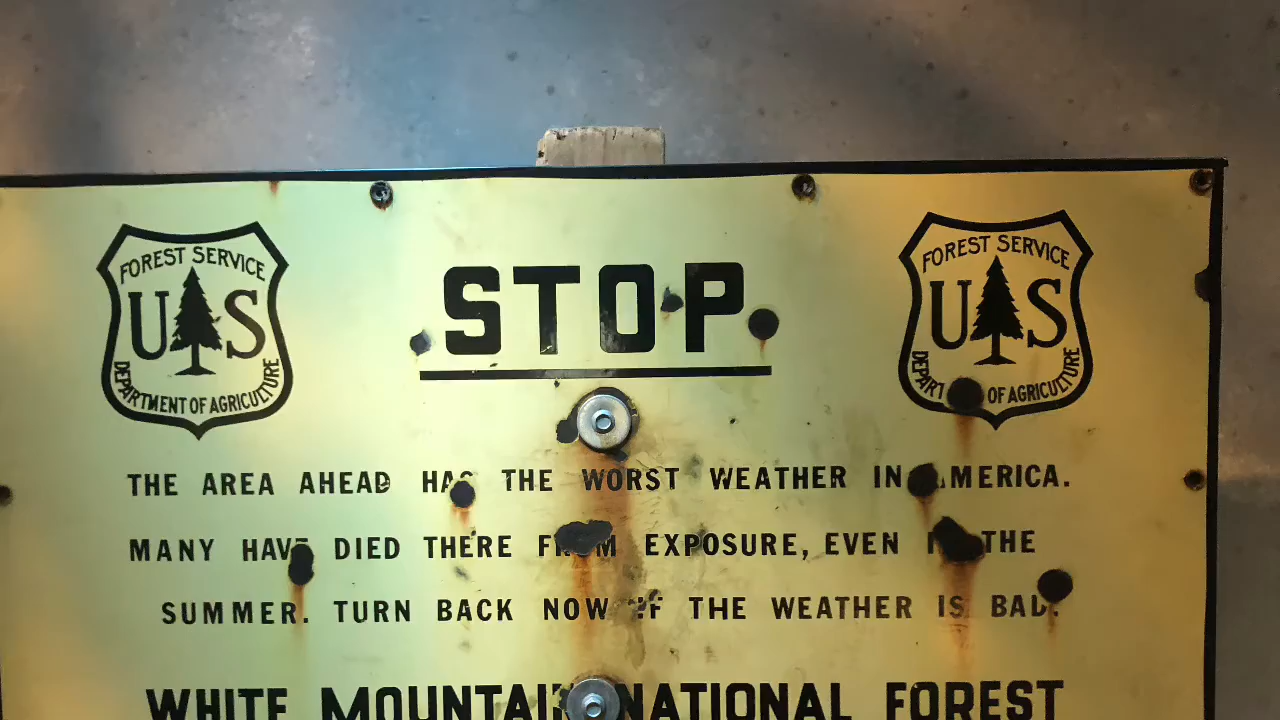 FOREST SERVICE
U S
DEPARTMENT OF AGRICULTURE
STOP
FOREST SERVICE
U S
DEPART OF AGRICULTURE
THE AREA AHEAD HAS THE WORST WEATHER IN AMERICA.
MANY HAVE DIED THERE FROM EXPOSURE, EVEN IN THE
SUMMER. TURN BACK NOW IF THE WEATHER IS BAD.
WHITE MOUNTAIN NATIONAL FOREST